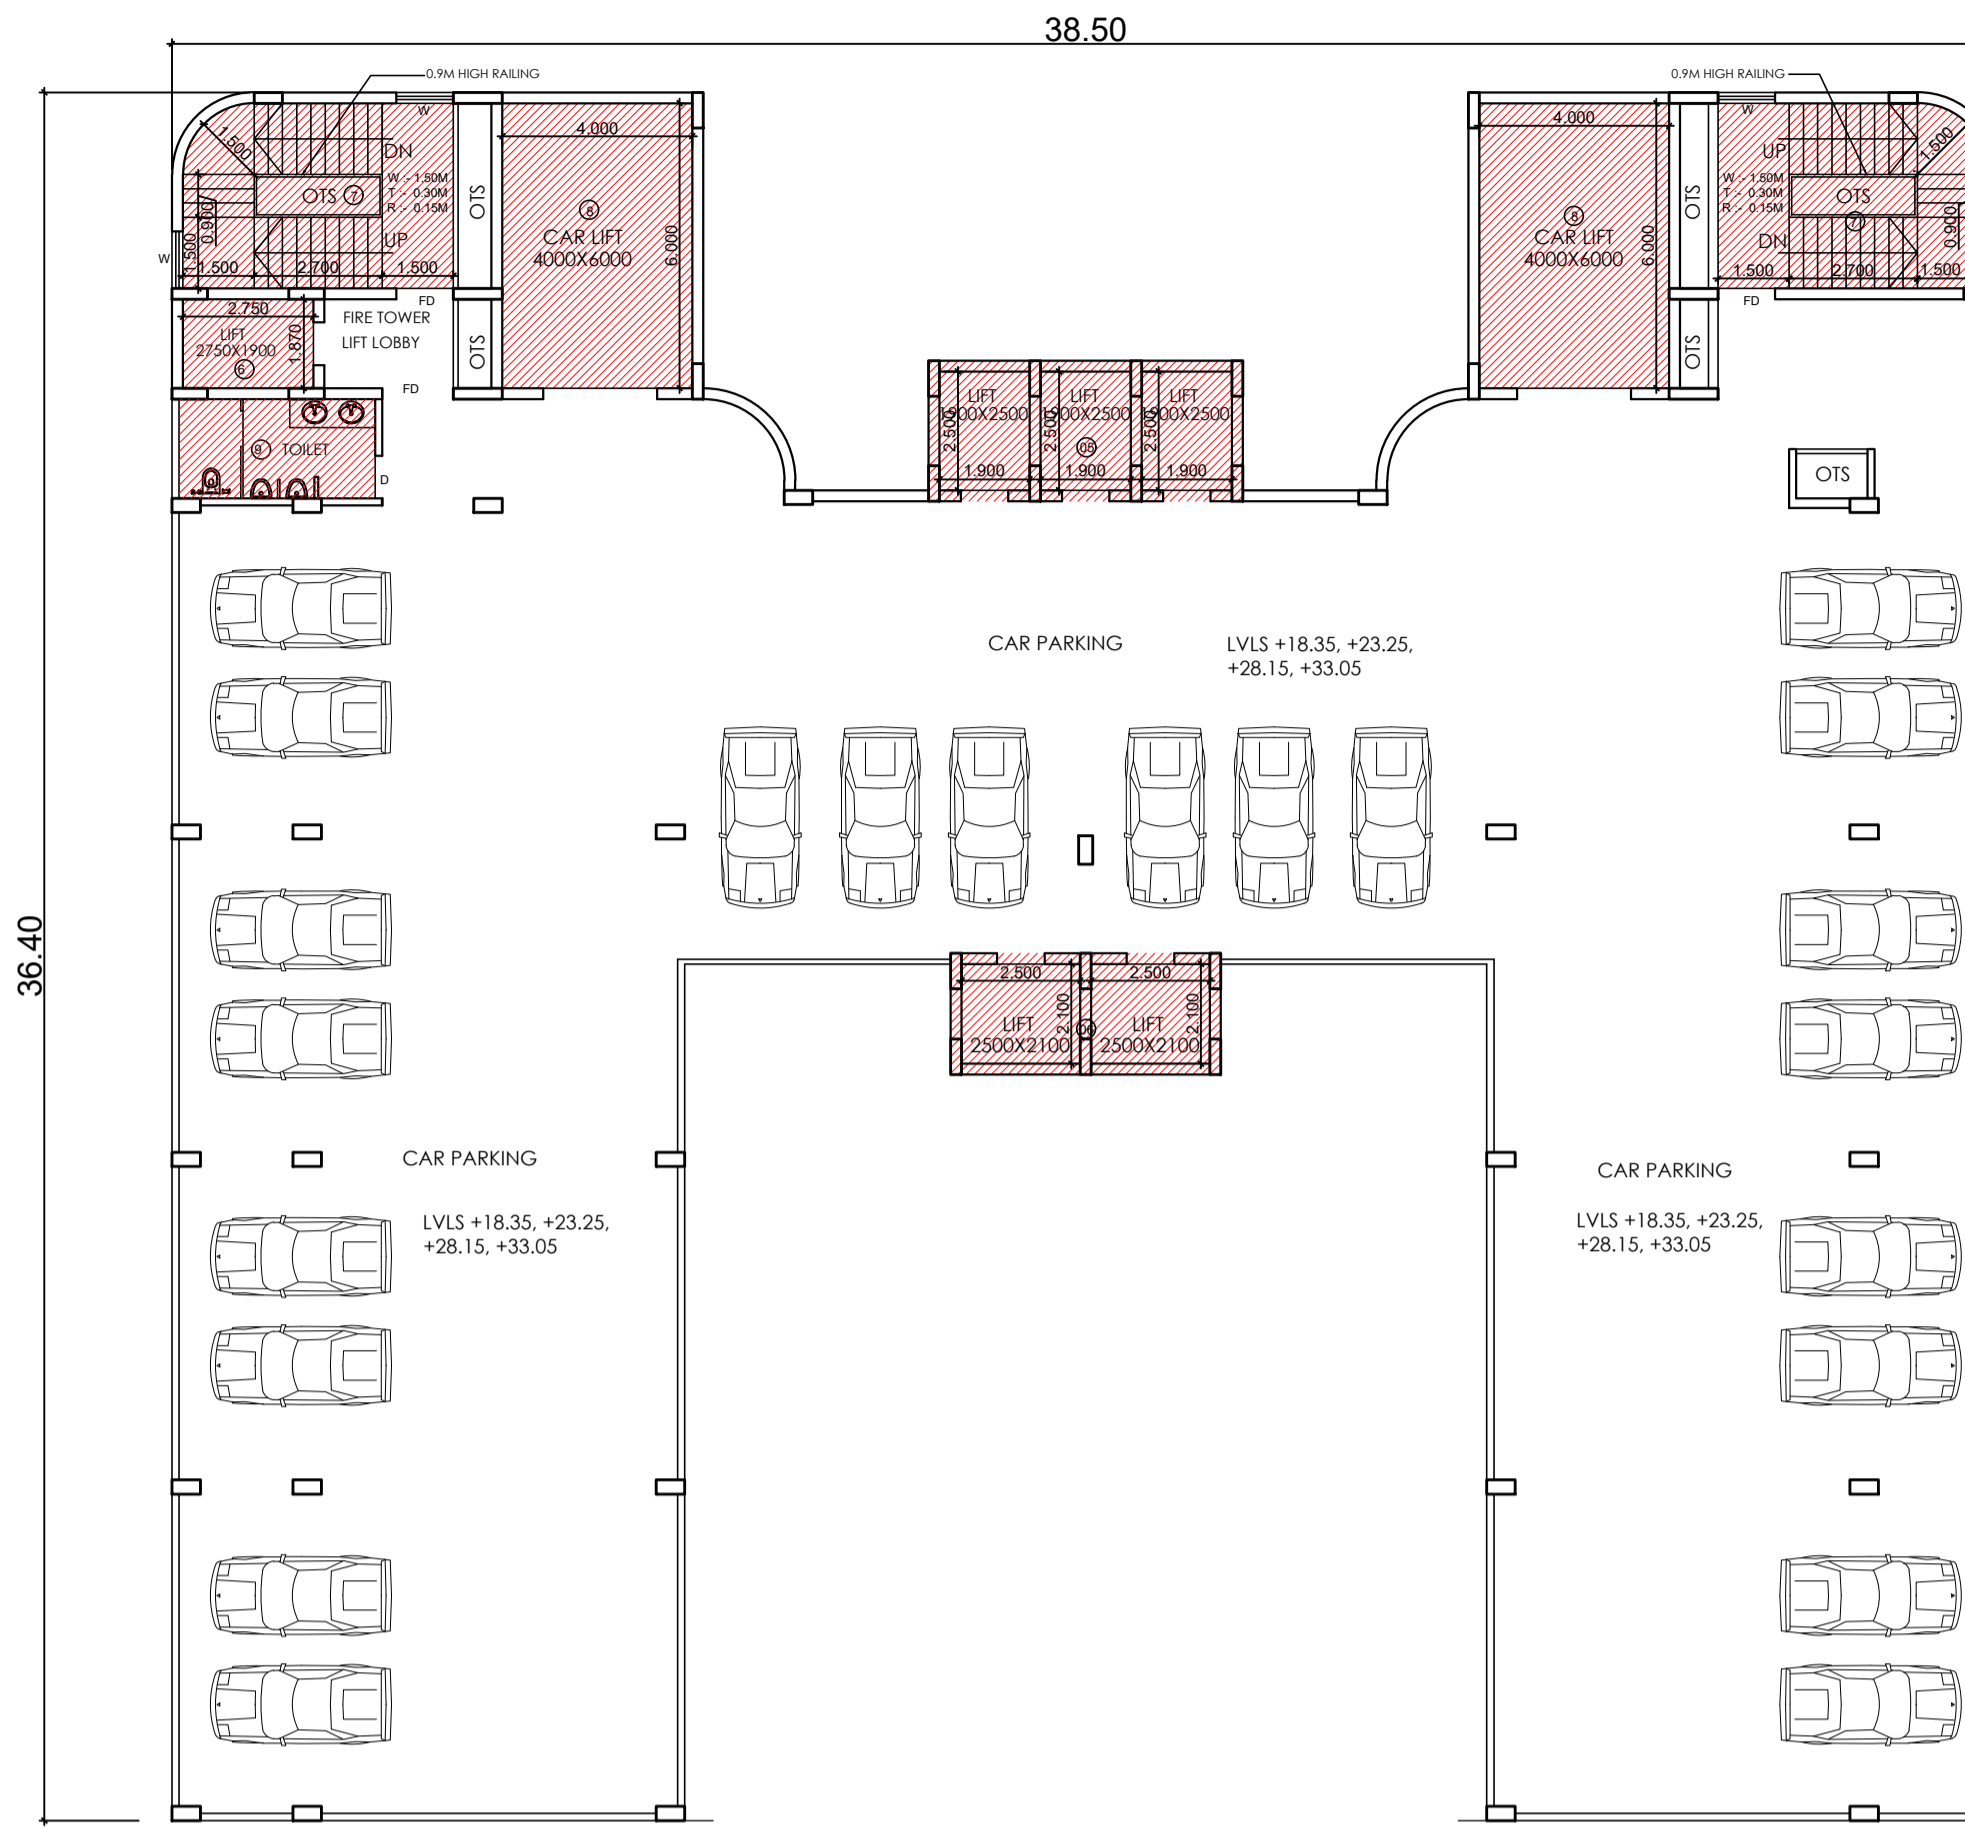 38.50
36.40
0.9M HIGH RAILING
W
1.500
DN
W :- 1.50M
T :- 0.30M
R :- 0.15M
OTS 7
UP
0.900
1.500
W
1.500
2.700
1.500
OTS
4.000
8
CAR LIFT
4000X6000
6.000
2.750
LIFT
2750X1900
6
1.870
FD
FIRE TOWER
LIFT LOBBY
OTS
FD
9 TOILET
D
LIFT
1900X2500
2.500
1.900
LIFT
1900X2500
2.500
05
1.900
LIFT
1900X2500
2.500
1.900
0.9M HIGH RAILING
4.000
8
CAR LIFT
4000X6000
6.000
OTS
OTS
W
UP
W :- 1.50M
T :- 0.30M
R :- 0.15M
OTS
7
DN
1.500
0.900
1.500
2.700
1.500
FD
OTS
CAR PARKING
LVLS +18.35, +23.25,
+28.15, +33.05
2.500
2.500
2.100
2.100
LIFT
2500X2100
LIFT
2500X2100
CAR PARKING
LVLS +18.35, +23.25,
+28.15, +33.05
CAR PARKING
LVLS +18.35, +23.25,
+28.15, +33.05